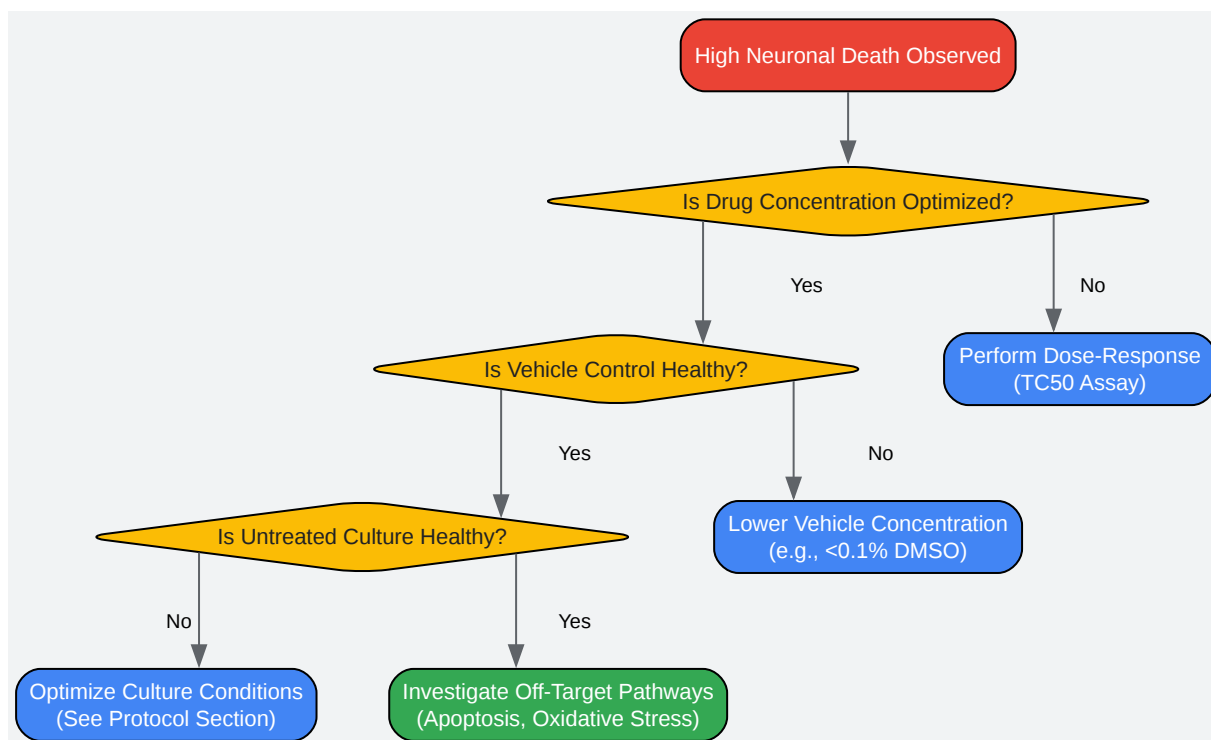 High Neuronal Death Observed
Is Drug Concentration Optimized?
Yes
No
Is Vehicle Control Healthy?
Perform Dose-Response
(TC50 Assay)
Yes
No
Is Untreated Culture Healthy?
Lower Vehicle Concentration
(e.g., <0.1% DMSO)
No
Yes
Optimize Culture Conditions
(See Protocol Section)
Investigate Off-Target Pathways
(Apoptosis, Oxidative Stress)